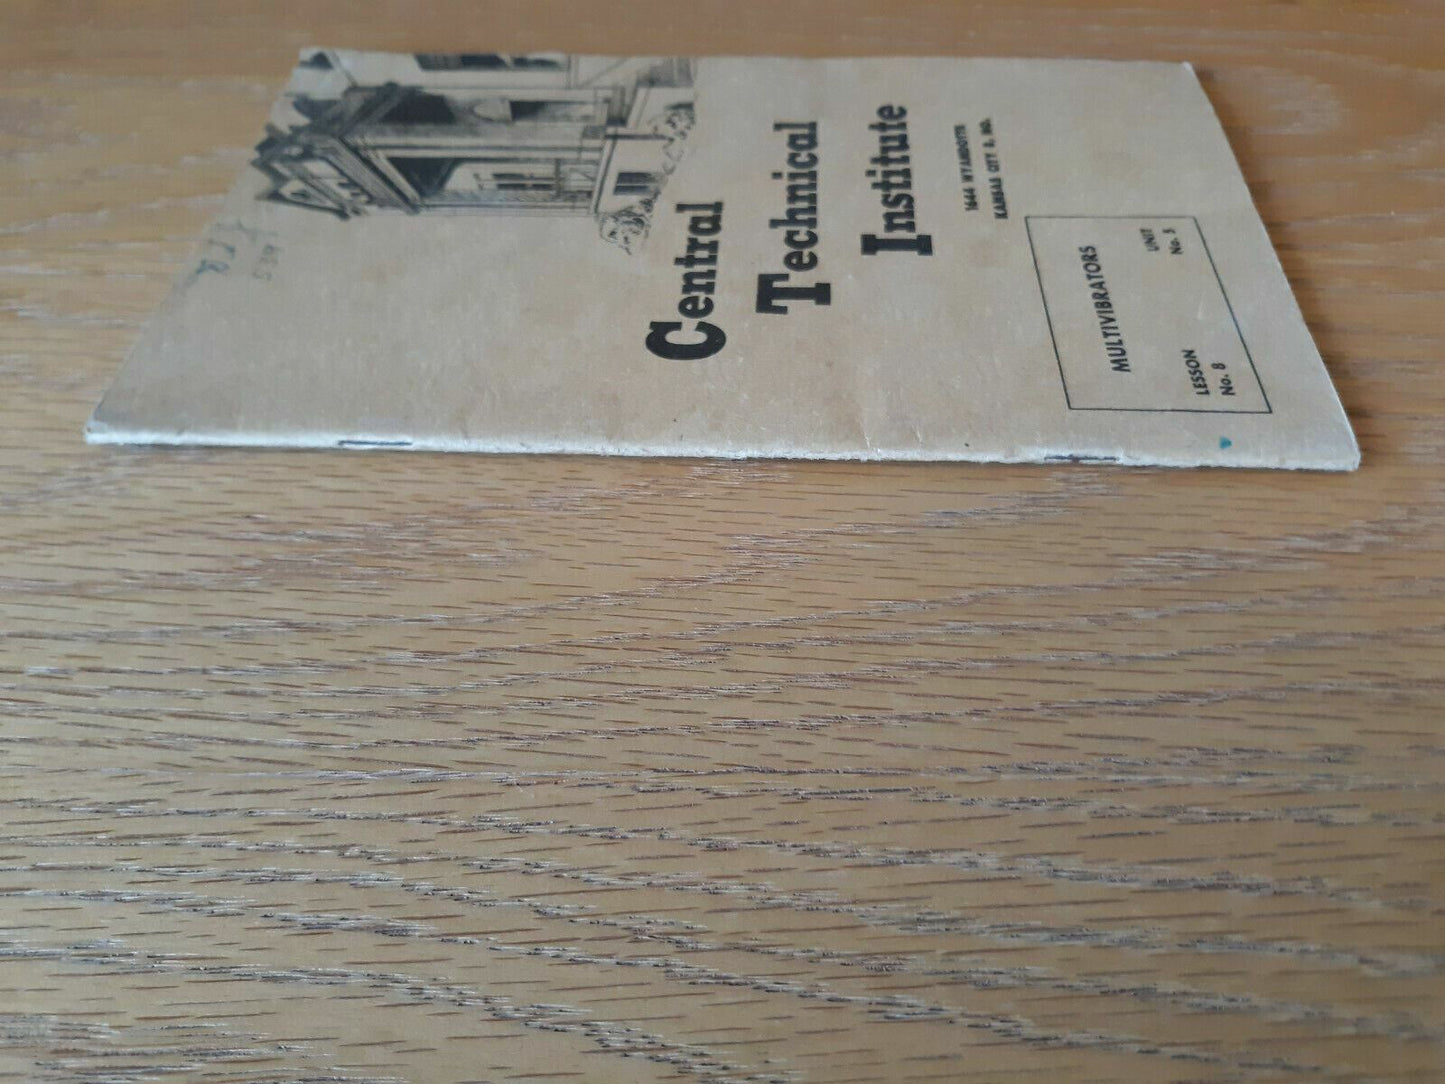 Central
Technical
Institute
1644 WYANDOTTE
KANSAS CITY 8, MO.
MULTIVIBRATORS
LESSON
No. 8
UNIT
No. 5